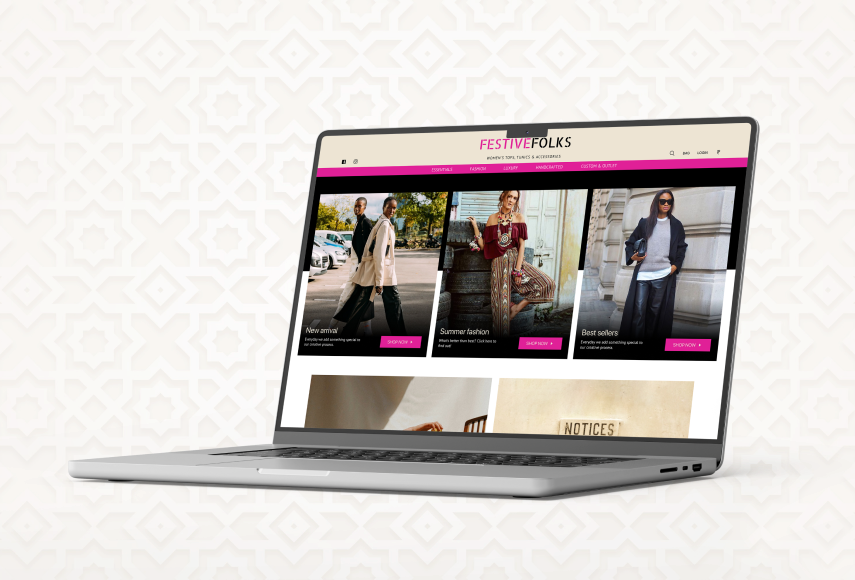 FESTIVEFOLKS
WOMEN'S TOPS, TUNICS & ACCESSORIES
BAG LOGIN
ESSENTIALS FASHION LUXURY HANDCRAFTED CUSTOM & OUTLET
New arrival
Everyday we add something special to
our creative process.
SHOP NOW
Summer fashion
What's better than best? Click here to
find out!
SHOP NOW
Best sellers
Everyday we add something special to
our creative process.
SHOP NOW
NOTICES